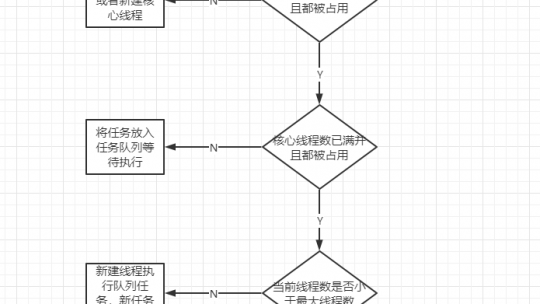 或者新建核
心线程
N
且都被占用
Y
将任务放入
任务队列等
待执行
N
核心线程数已满并
且都被占用
Y
新建线程执
行队列任
务，新任务
N
当前线程数是否小
于最大线程数